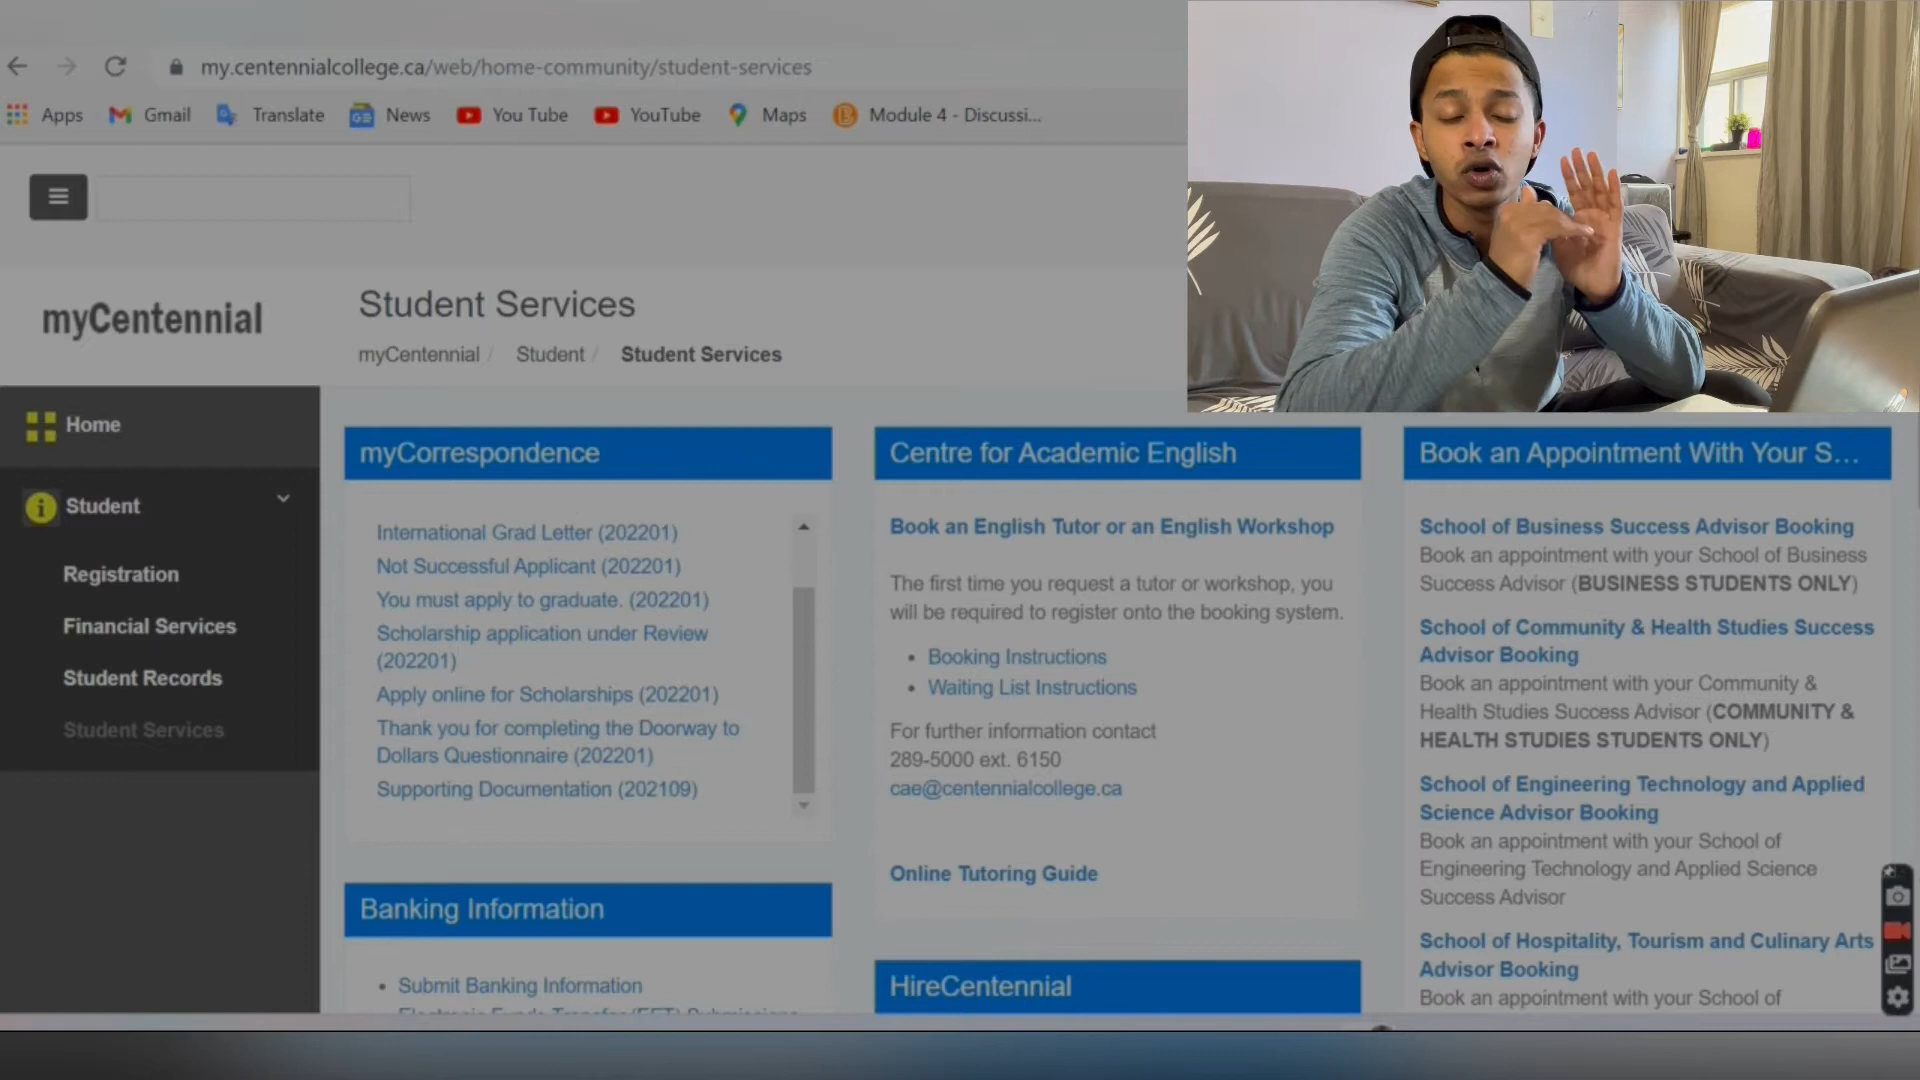 my.centennialcollege.ca/web/home-community/student-services
Apps
Gmail
Translate
News
You Tube
YouTube
Maps
Module 4 - Discussi...
myCentennial
Student Services
myCentennial / Student / Student Services
Home
Student
Registration
Financial Services
Student Records
Student Services
myCorrespondence
International Grad Letter (202201)
Not Successful Applicant (202201)
You must apply to graduate. (202201)
Scholarship application under Review
(202201)
Apply online for Scholarships (202201)
Thank you for completing the Doorway to
Dollars Questionnaire (202201)
Supporting Documentation (202109)
Banking Information
• Submit Banking Information
Centre for Academic English
Book an English Tutor or an English Workshop
The first time you request a tutor or workshop, you
will be required to register onto the booking system.
• Booking Instructions
• Waiting List Instructions
For further information contact
289-5000 ext. 6150
cae@centennialcollege.ca
Online Tutoring Guide
HireCentennial
Book an Appointment With Your S...
School of Business Success Advisor Booking
Book an appointment with your School of Business
Success Advisor (BUSINESS STUDENTS ONLY)
School of Community & Health Studies Success
Advisor Booking
Book an appointment with your Community &
Health Studies Success Advisor (COMMUNITY &
HEALTH STUDIES STUDENTS ONLY)
School of Engineering Technology and Applied
Science Advisor Booking
Book an appointment with your School of
Engineering Technology and Applied Science
Success Advisor
School of Hospitality, Tourism and Culinary Arts
Advisor Booking
Book an appointment with your School of